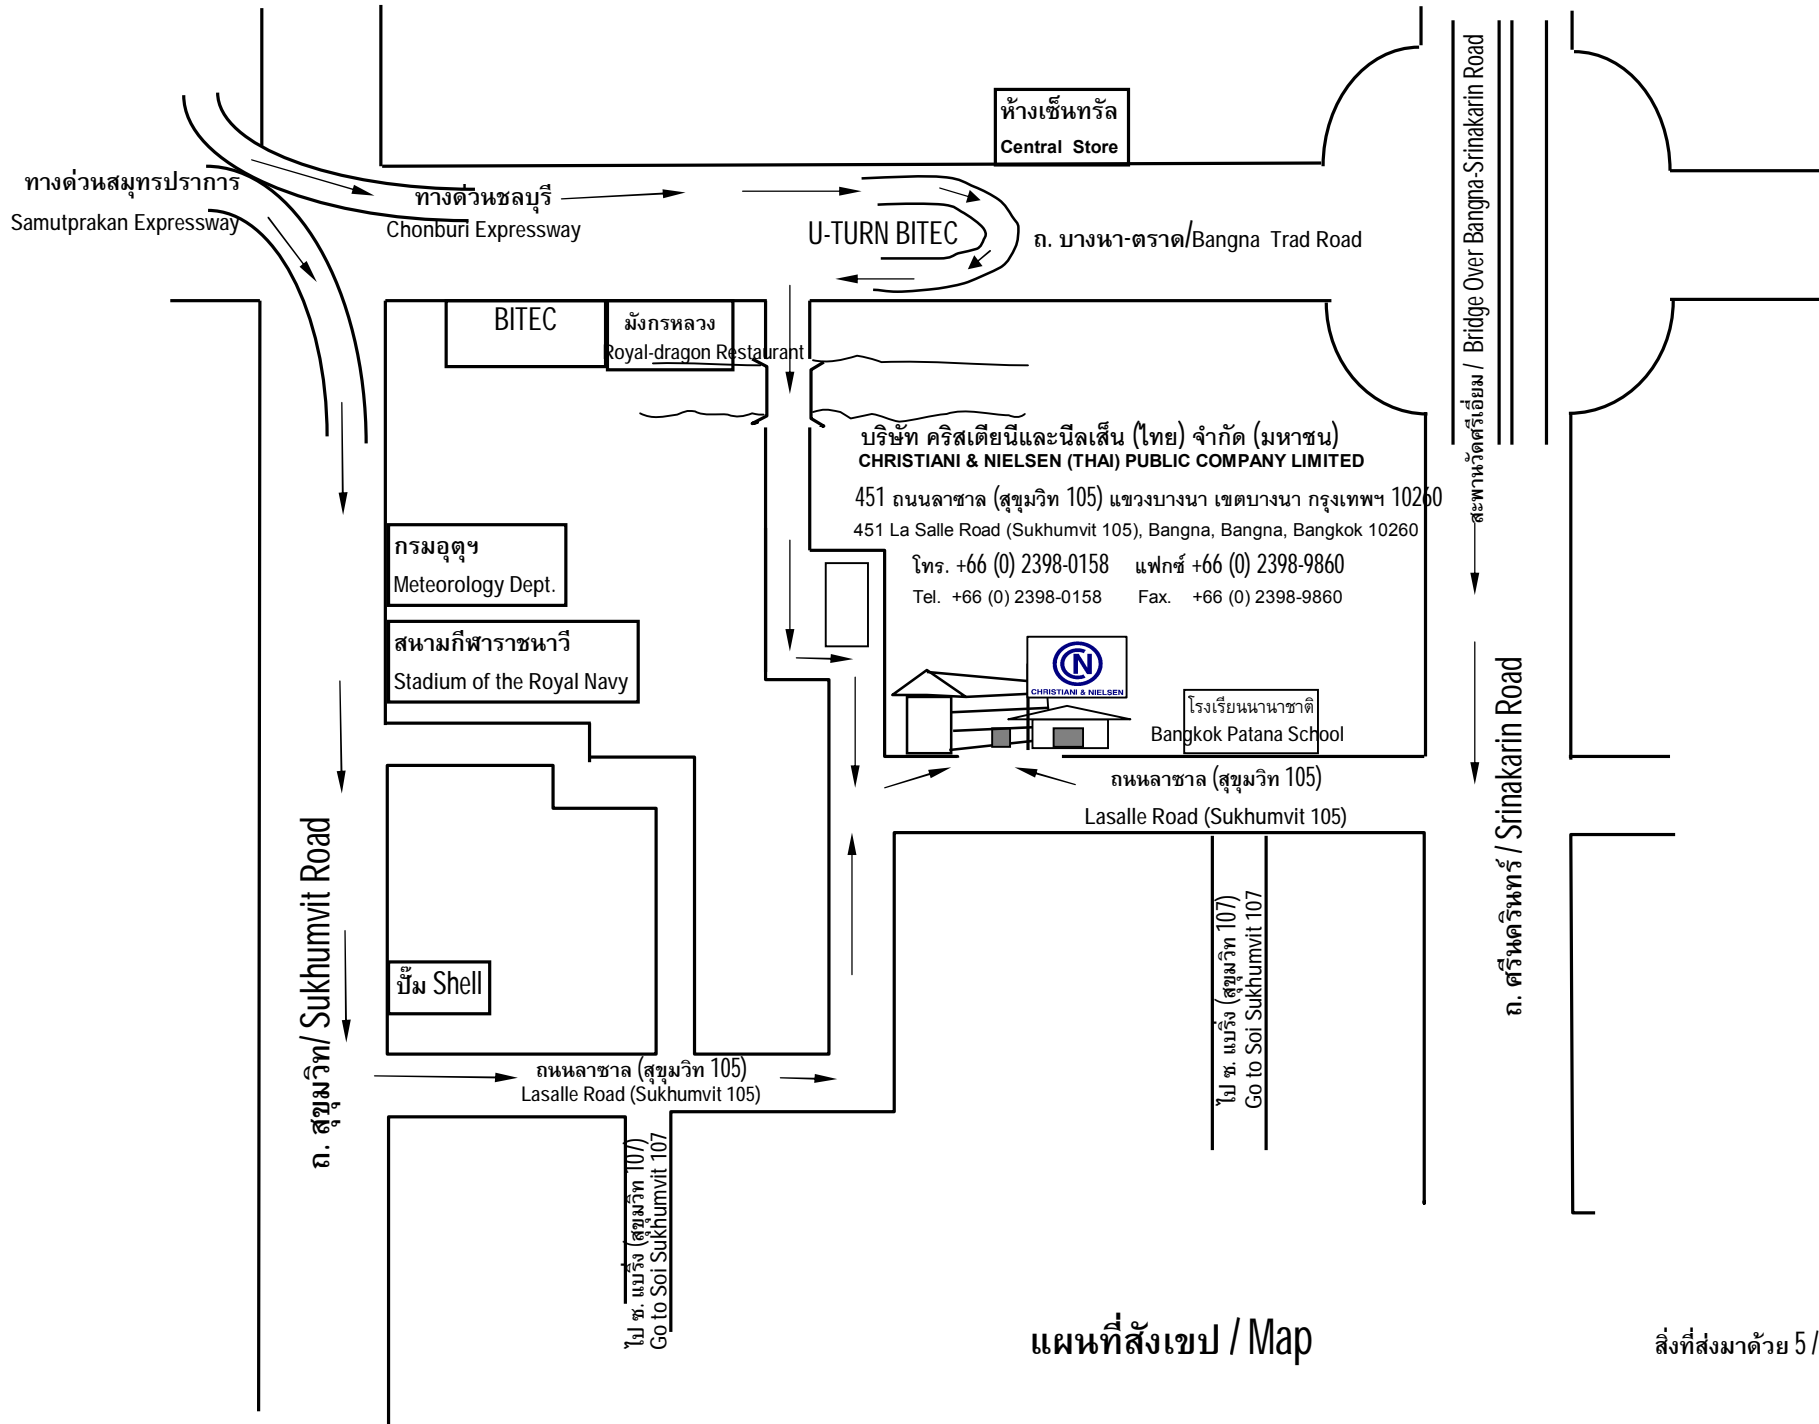 ห้างเซ็นทรัล
Central Store
ทางด่วนสมุทรปราการ
Samutprakan Expressway
ทางด่วนชลบุรี
Chonburi Expressway
U-TURN BITEC
ถ. บางนา-ตราด/Bangna Trad Road
สะพานวัดศรีเอี่ยม / Bridge Over Bangna-Srinakarin Road
BITEC
มังกรหลวง
Royal-dragon Restaurant
บริษัท คริสเตียนีและนีลเส็น (ไทย) จำกัด (มหาชน)
CHRISTIANI & NIELSEN (THAI) PUBLIC COMPANY LIMITED
451 ถนนลาซาล (สุขุมวิท 105) แขวงบางนา เขตบางนา กรุงเทพฯ 10260
451 La Salle Road (Sukhumvit 105), Bangna, Bangna, Bangkok 10260
โทร. +66 (0) 2398-0158 แฟกซ์ +66 (0) 2398-9860
Tel. +66 (0) 2398-0158 Fax. +66 (0) 2398-9860
กรมอุตุฯ
Meteorology Dept.
สนามกีฬาราชนาวี
Stadium of the Royal Navy
CN
CHRISTIANI & NIELSEN
โรงเรียนนานาชาติ
Bangkok Patana School
ถนนลาซาล (สุขุมวิท 105)
Lasalle Road (Sukhumvit 105)
ถ. ศรีนครินทร์ / Srinakarin Road
ถ. สุขุมวิท/ Sukhumvit Road
ปั๊ม Shell
ไป ซ. แบริ่ง (สุขุมวิท 107)
Go to Soi Sukhumvit 107
ถนนลาซาล (สุขุมวิท 105)
Lasalle Road (Sukhumvit 105)
ไป ซ. แบริ่ง (สุขุมวิท 107)
Go to Soi Sukhumvit 107
แผนที่สังเขป / Map
สิ่งที่ส่งมาด้วย 5 /